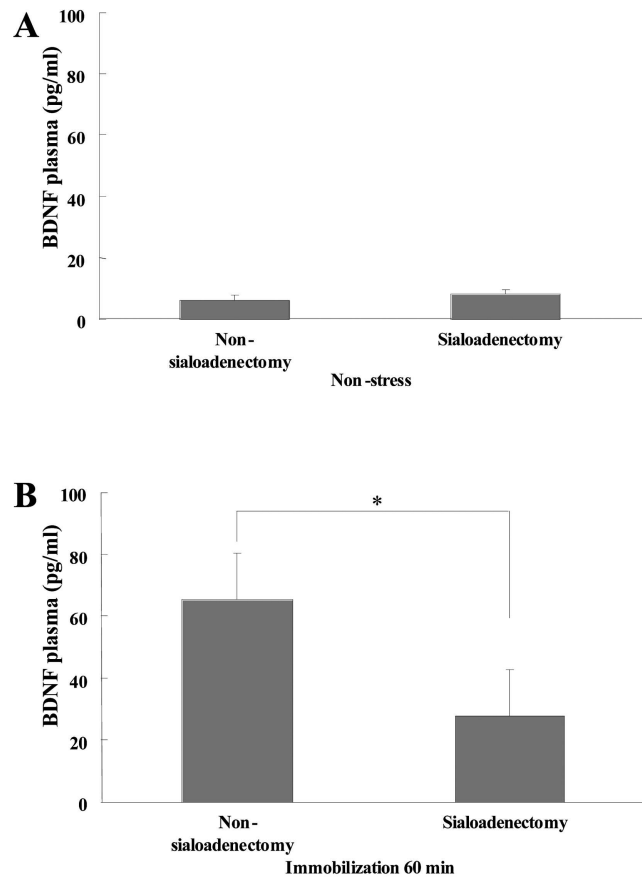 A
BDNF plasma (pg/ml)
100
80
60
40
20
0
Non-
sialoadenectomy
Sialoadenectomy
Non-stress
B
BDNF plasma (pg/ml)
100
80
60
40
20
0
*
Non-
sialoadenectomy
Sialoadenectomy
Immobilization 60 min